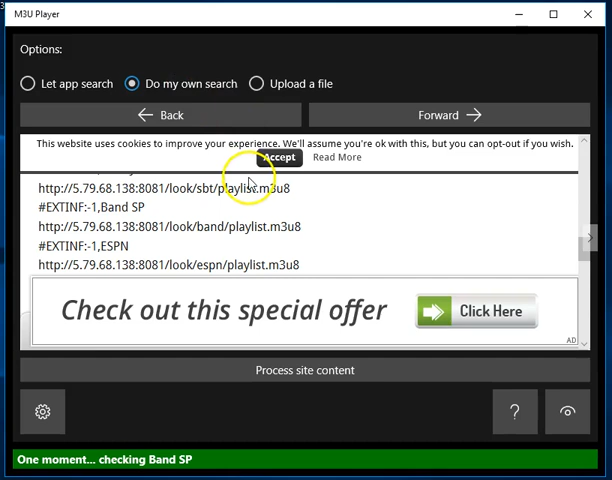 M3U Player
Options:
Let app search
Do my own search
Upload a file
Back
Forward
This website uses cookies to improve your experience. We'll assume you're ok with this, but you can opt-out if you wish.
Accept Read More
http://5.79.68.138:8081/look/sbt/playlist.m3u8
#EXTINF:-1,Band SP
http://5.79.68.138:8081/look/band/playlist.m3u8
#EXTINF:-1,ESPN
http://5.79.68.138:8081/look/espn/playlist.m3u8
Check out this special offer
Click Here
AD
Process site content
?
One moment... checking Band SP